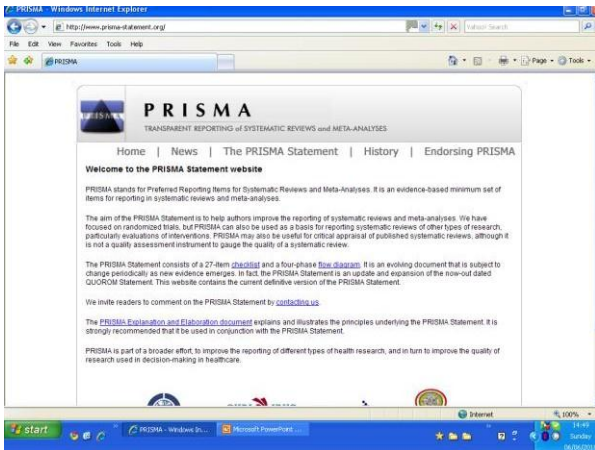 PRISMA - Windows Internet Explorer
http://www.prisma-statement.org/
Yahoo! Search
File Edit View Favorites Tools Help
PRISMA
Page Tools
PRISMA
TRANSPARENT REPORTING of SYSTEMATIC REVIEWS and META-ANALYSES
Home | News | The PRISMA Statement | History | Endorsing PRISMA
Welcome to the PRISMA Statement website
PRISMA stands for Preferred Reporting Items for Systematic Reviews and Meta-Analyses. It is an evidence-based minimum set of
items for reporting in systematic reviews and meta-analyses.
The aim of the PRISMA Statement is to help authors improve the reporting of systematic reviews and meta-analyses. We have
focused on randomized trials, but PRISMA can also be used as a basis for reporting systematic reviews of other types of research,
particularly evaluations of interventions. PRISMA may also be useful for critical appraisal of published systematic reviews, although it
is not a quality assessment instrument to gauge the quality of a systematic review.
The PRISMA Statement consists of a 27-item checklist and a four-phase flow diagram. It is an evolving document that is subject to
change periodically as new evidence emerges. In fact, the PRISMA Statement is an update and expansion of the now-out dated
QUOROM Statement. This website contains the current definitive version of the PRISMA Statement.
We invite readers to comment on the PRISMA Statement by contacting us.
The PRISMA Explanation and Elaboration document explains and illustrates the principles underlying the PRISMA Statement. It is
strongly recommended that it be used in conjunction with the PRISMA Statement.
PRISMA is part of a broader effort, to improve the reporting of different types of health research, and in turn to improve the quality of
research used in decision-making in healthcare.
Internet 100%
start PRISMA - Windows In... Microsoft PowerPoint ... 14:49
Sunday